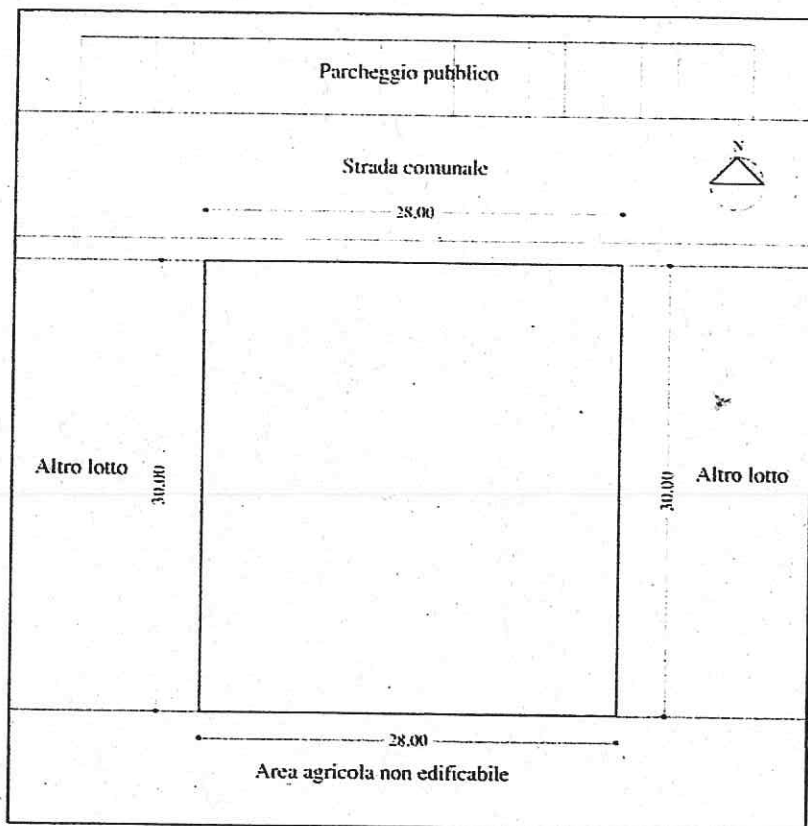 Parcheggio pubblico
Strada comunale
N
28.00
Altro lotto
30.00
30.00
Altro lotto
28.00
Area agricola non edificabile